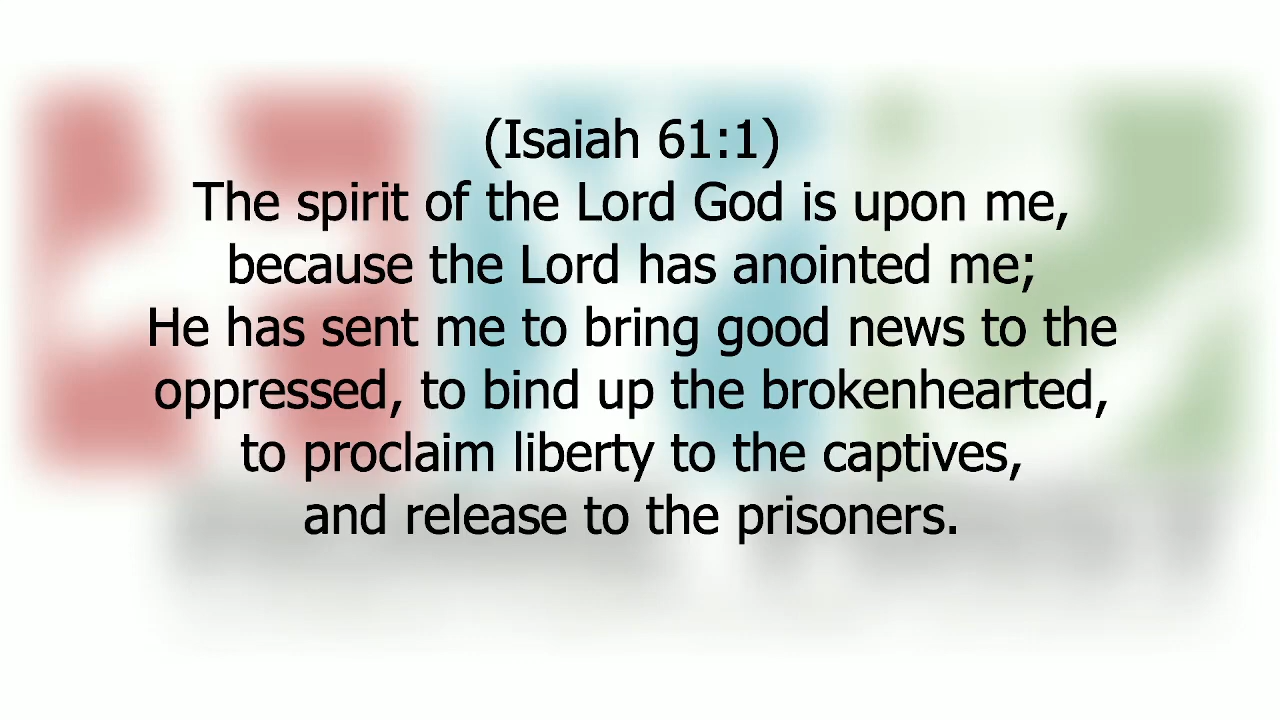 (Isaiah 61:1)
The spirit of the Lord God is upon me,
because the Lord has anointed me;
He has sent me to bring good news to the
oppressed, to bind up the brokenhearted,
to proclaim liberty to the captives,
and release to the prisoners.